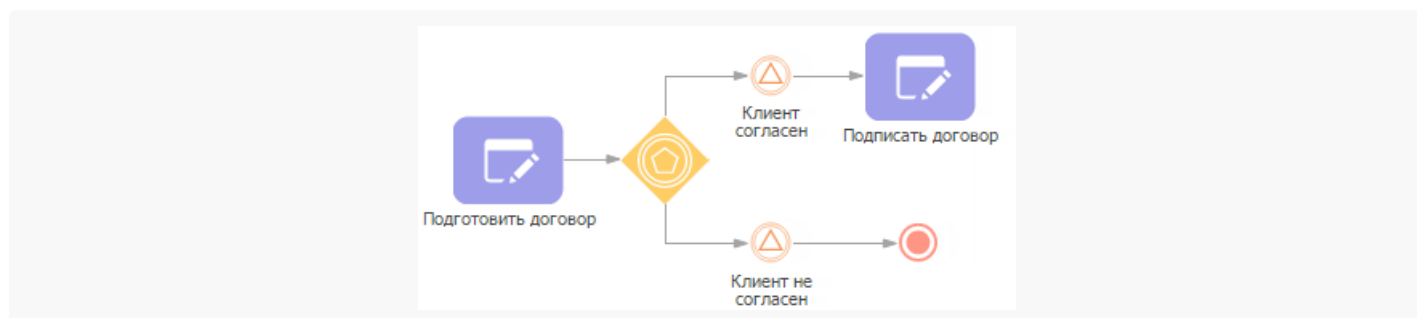 Клиент
согласен
Подписать договор
Подготовить договор
Клиент не
согласен